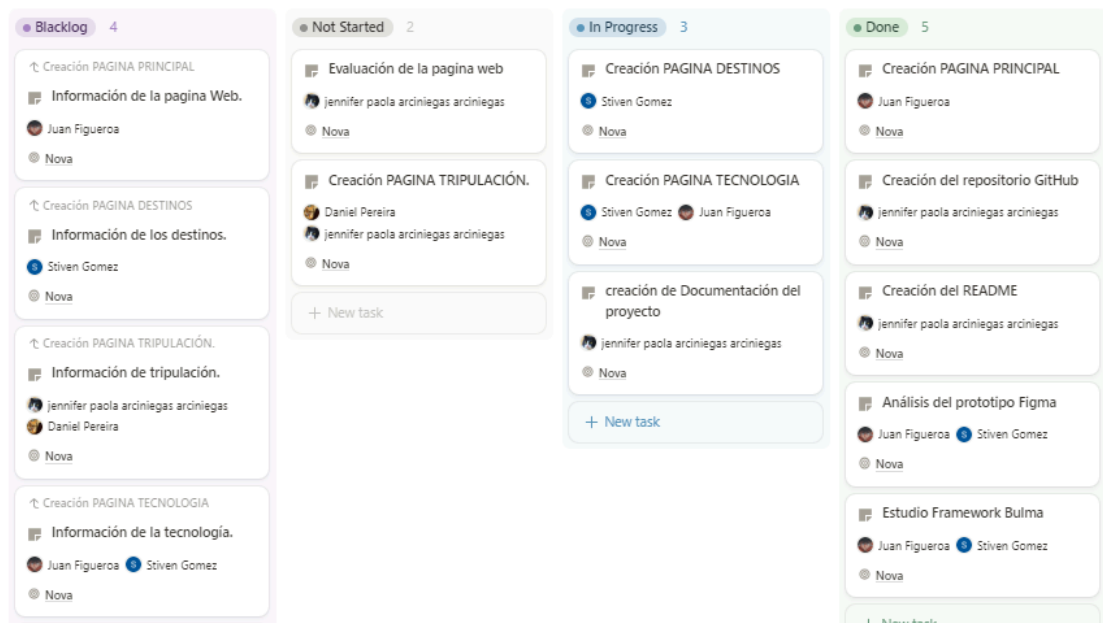 Blacklog 4
Creación PAGINA PRINCIPAL
Información de la pagina Web.
Juan Figueroa
Nova
Creación PAGINA DESTINOS
Información de los destinos.
S Stiven Gomez
Nova
Creación PAGINA TRIPULACIÓN.
Información de tripulación.
jennifer paola arciniegas arciniegas
Daniel Pereira
Nova
Creación PAGINA TECNOLOGIA
Información de la tecnología.
Juan Figueroa S Stiven Gomez
Nova
Not Started 2
Evaluación de la pagina web
jennifer paola arciniegas arciniegas
Nova
Creación PAGINA TRIPULACIÓN.
Daniel Pereira
jennifer paola arciniegas arciniegas
Nova
+ New task
In Progress 3
Creación PAGINA DESTINOS
S Stiven Gomez
Nova
Creación PAGINA TECNOLOGIA
S Stiven Gomez Juan Figueroa
Nova
creación de Documentación del
proyecto
jennifer paola arciniegas arciniegas
Nova
+ New task
Done 5
Creación PAGINA PRINCIPAL
Juan Figueroa
Nova
Creación del repositorio GitHub
jennifer paola arciniegas arciniegas
Nova
Creación del README
jennifer paola arciniegas arciniegas
Nova
Análisis del prototipo Figma
Juan Figueroa S Stiven Gomez
Nova
Estudio Framework Bulma
Juan Figueroa S Stiven Gomez
Nova
+ New task